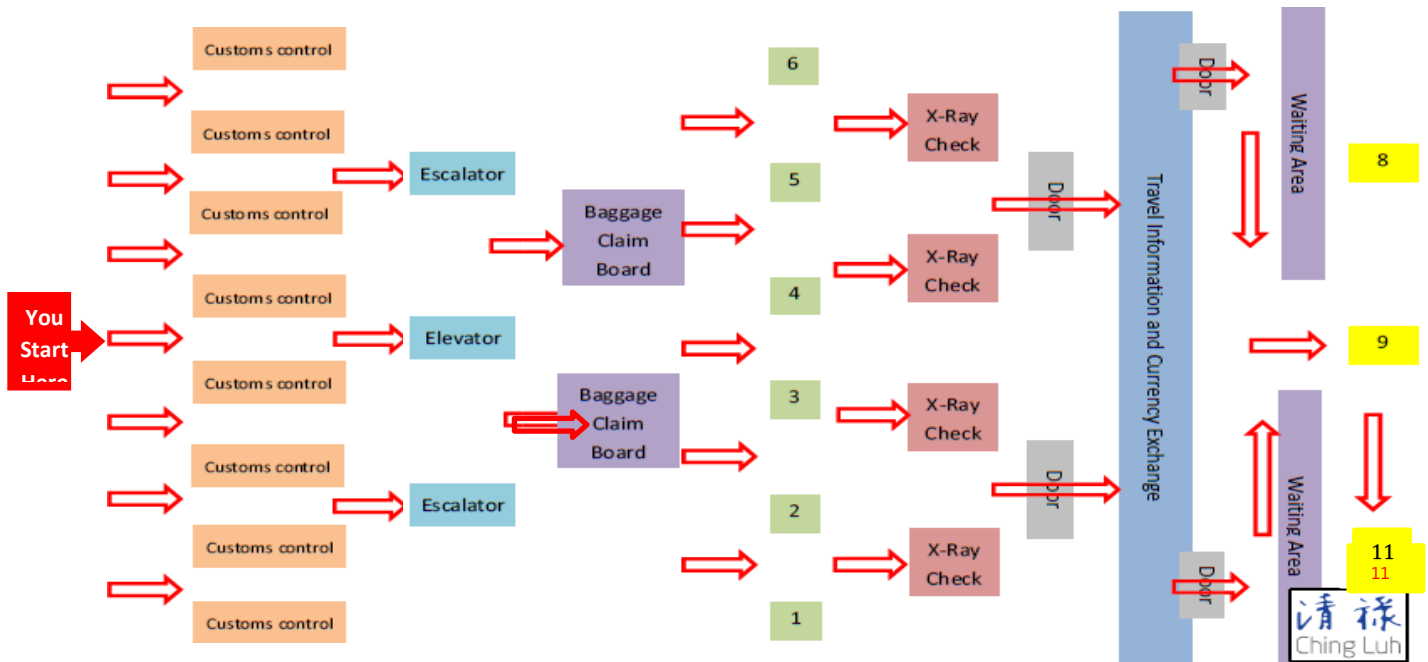 You
Start
Here
Customs control
Customs control
Customs control
Customs control
Customs control
Customs control
Customs control
Customs control
Escalator
Elevator
Escalator
Baggage
Claim
Board
Baggage
Claim
Board
6
5
4
3
2
1
X-Ray
Check
X-Ray
Check
X-Ray
Check
X-Ray
Check
Door
Door
Travel Information and Currency Exchange
Door
Door
Waiting Area
Waiting Area
8
9
11
11
清祿
Ching Luh